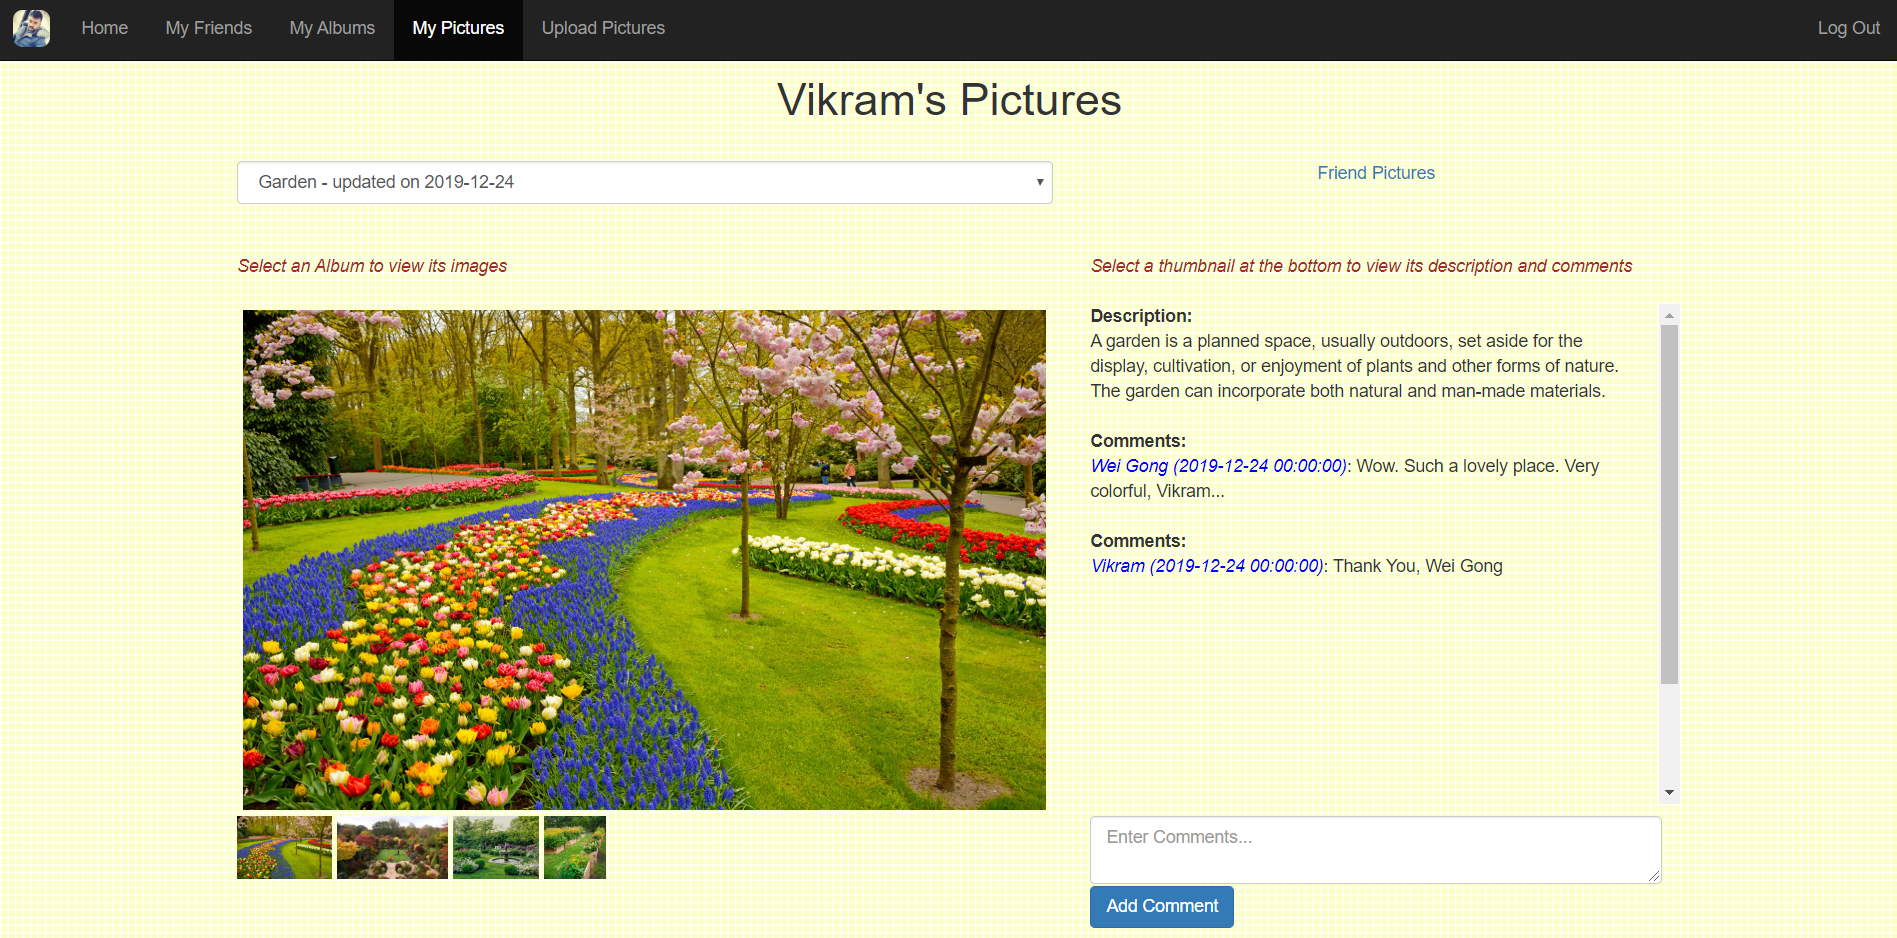 Home My Friends My Albums My Pictures Upload Pictures Log Out
Vikram's Pictures
Garden - updated on 2019-12-24
Friend Pictures
Select an Album to view its images
Select a thumbnail at the bottom to view its description and comments
Description:
A garden is a planned space, usually outdoors, set aside for the
display, cultivation, or enjoyment of plants and other forms of nature.
The garden can incorporate both natural and man-made materials.
Comments:
Wei Gong (2019-12-24 00:00:00): Wow. Such a lovely place. Very
colorful, Vikram...
Comments:
Vikram (2019-12-24 00:00:00): Thank You, Wei Gong
Enter Comments...
Add Comment